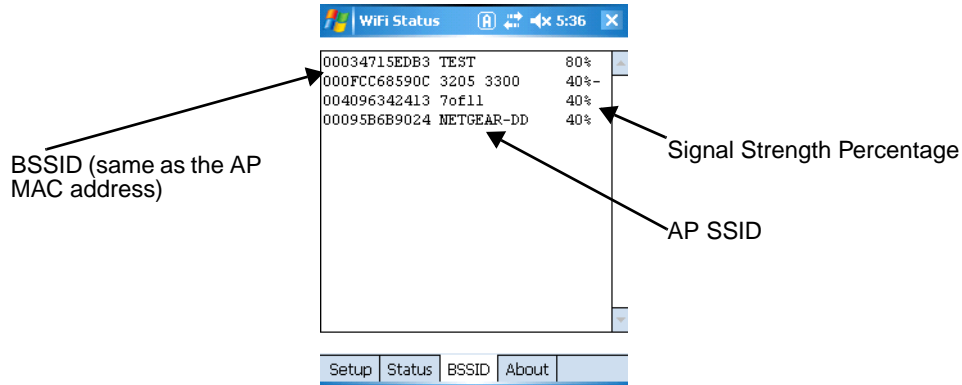 WiFi Status A 5:36
00034715EDB3 TEST 80%
000FCC68590C 3205 3300 40%-
004096342413 7of11 40%
00095B6B9024 NETGEAR-DD 40%
BSSID (same as the AP
MAC address)
Signal Strength Percentage
AP SSID
Setup Status BSSID About